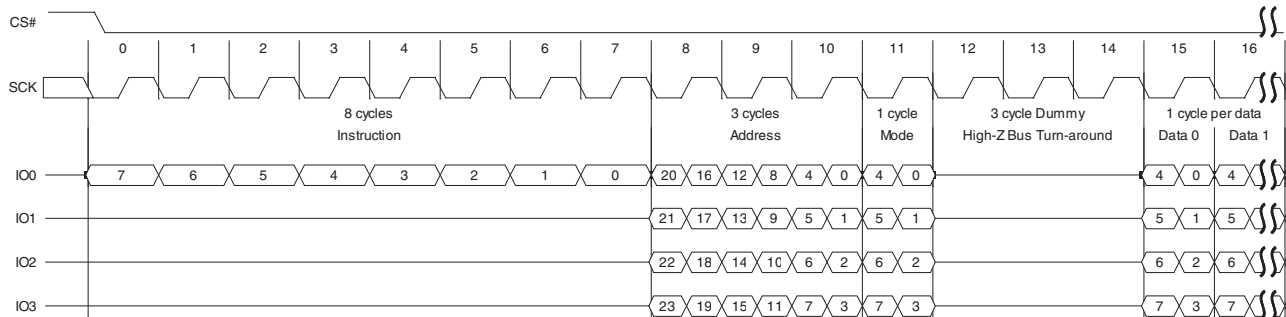 CS#
0 1 2 3 4 5 6 7 8 9 10 11 12 13 14 15 16
SCK
8 cycles 3 cycles 1 cycle 3 cycle Dummy 1 cycle per data
Instruction Address Mode High-Z Bus Turn-around Data 0 Data 1
IO0 7 6 5 4 3 2 1 0 20 16 12 8 4 0 4 0 4 0 4
IO1 21 17 13 9 5 1 5 1 5 1 5
IO2 22 18 14 10 6 2 6 2 6 2 6
IO3 23 19 15 11 7 3 7 3 7 3 7